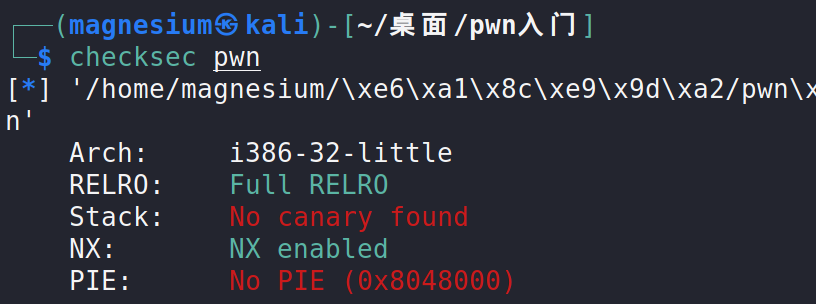 (magnesium㉿kali)-[~/桌面/pwn入门]
$ checksec pwn
[*] '/home/magnesium/\xe6\xa1\x8c\xe9\x9d\xa2/pwn\x
n'
Arch: i386-32-little
RELRO: Full RELRO
Stack: No canary found
NX: NX enabled
PIE: No PIE (0x8048000)